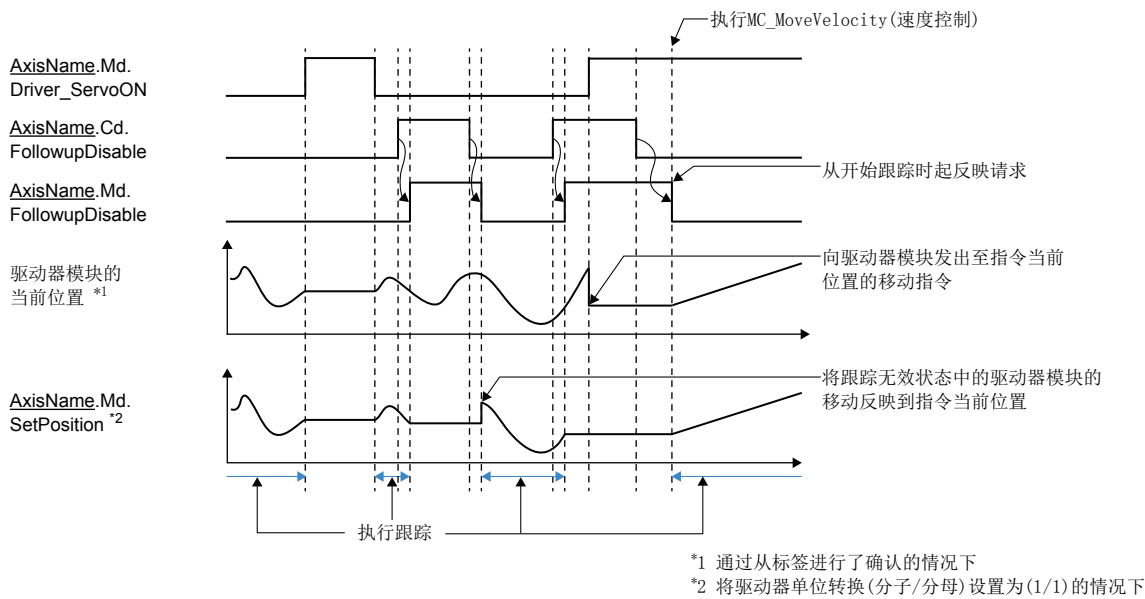 执行MC_MoveVelocity(速度控制)
AxisName.Md.
Driver_ServoON
AxisName.Cd.
FollowupDisable
AxisName.Md.
FollowupDisable
从开始跟踪时起反映请求
驱动器模块的
当前位置 *1
向驱动器模块发出至指令当前
位置的移动指令
AxisName.Md.
SetPosition *2
将跟踪无效状态中的驱动器模块的
移动反映到指令当前位置
执行跟踪
*1 通过从标签进行了确认的情况下
*2 将驱动器单位转换(分子/分母)设置为(1/1)的情况下